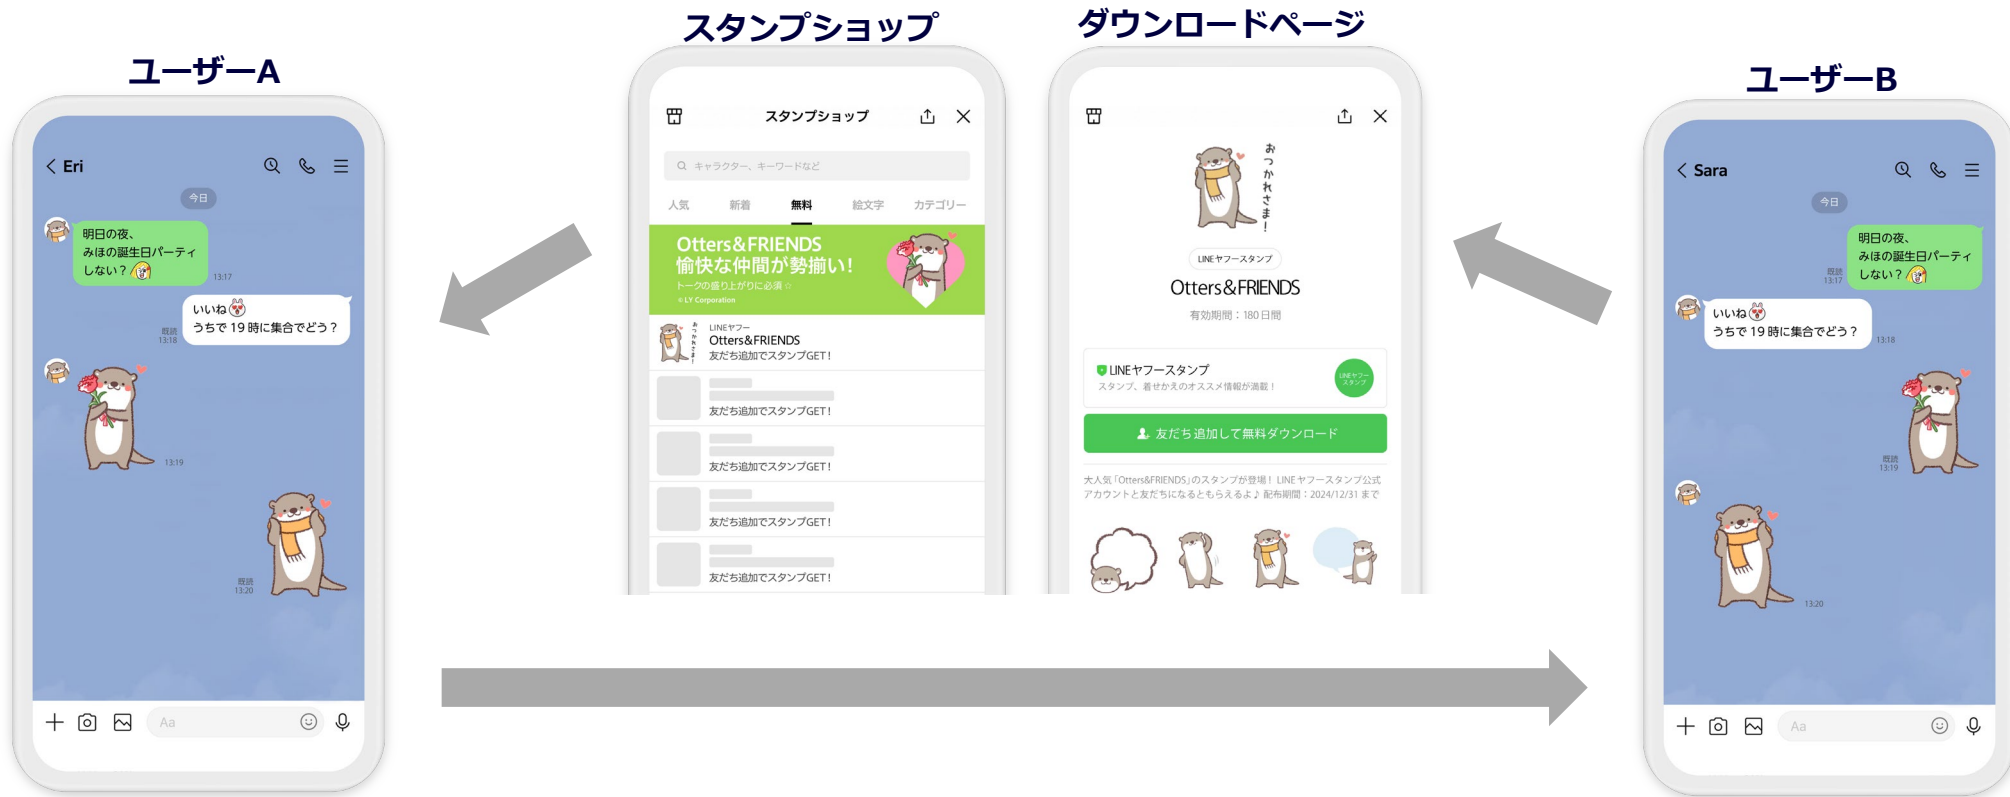 スタンプショップ
ダウンロードページ
ユーザーA
ユーザーB
Eri
今日
明日の夜、
みほの誕生日パーティ
しない？
13:17
いいね
うちで 19 時に集合でどう？
既読
13:18
13:19
既読
13:20
Aa
スタンプショップ
キャラクター、キーワードなど
人気 新着 無料 絵文字 カテゴリー
Otters&FRIENDS
愉快な仲間が勢揃い！
トークの盛り上がりに必須☆
© LY Corporation
おつかれさま！
LINEヤフー
Otters&FRIENDS
友だち追加でスタンプGET！
友だち追加でスタンプGET！
友だち追加でスタンプGET！
友だち追加でスタンプGET！
友だち追加でスタンプGET！
おつかれさま！
LINEヤフースタンプ
Otters&FRIENDS
有効期間：180日間
LINEヤフースタンプ
スタンプ、着せかえのオススメ情報が満載！
LINEヤフー
スタンプ
友だち追加して無料ダウンロード
大人気「Otters&FRIENDS」のスタンプが登場！ LINE ヤフースタンプ公式
アカウントと友だちになるともらえるよ♪ 配布期間：2024/12/31 まで
Sara
今日
明日の夜、
みほの誕生日パーティ
しない？
既読
13:17
いいね
うちで 19 時に集合でどう？
13:18
既読
13:19
13:20
Aa